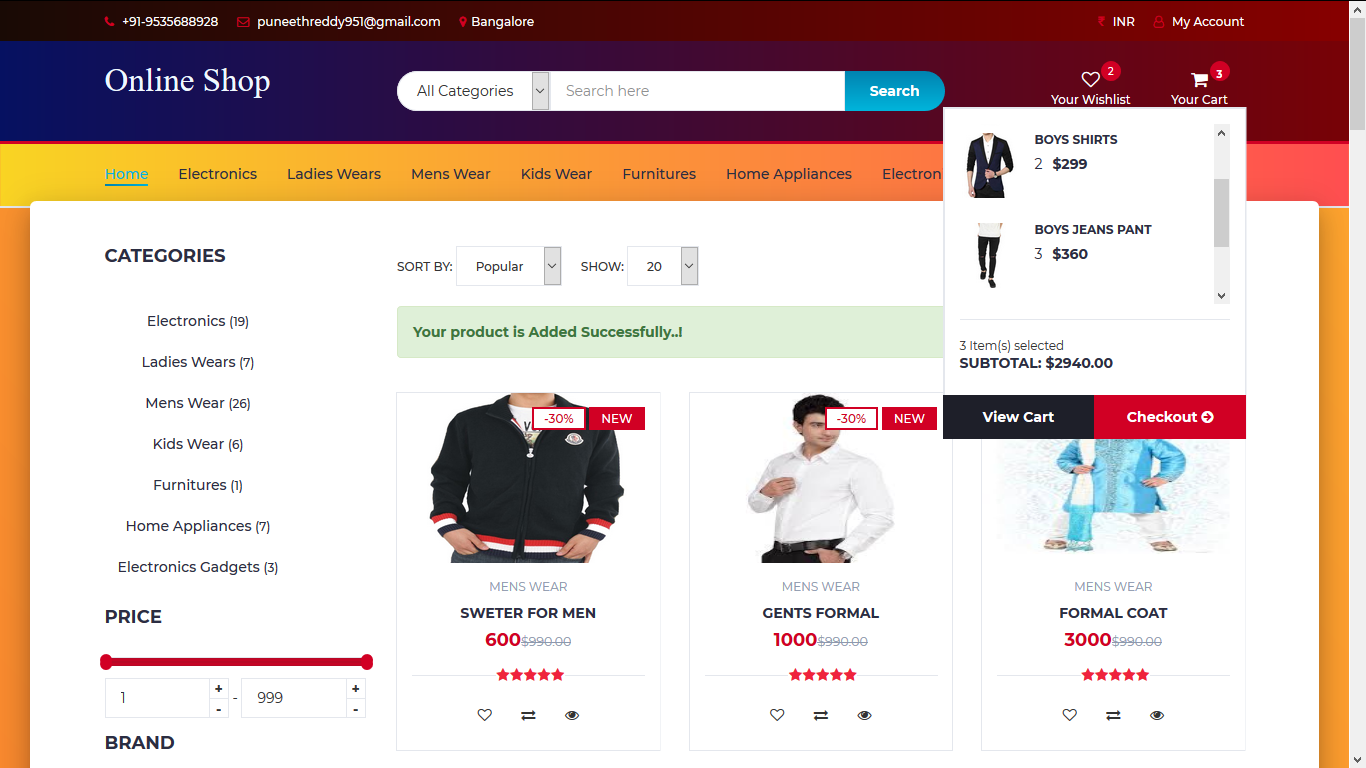 +91-9535688928 puneethreddy951@gmail.com Bangalore INR My Account
Online Shop
All Categories Search here Search
2
Your Wishlist
3
Your Cart
Home Electronics Ladies Wears Mens Wear Kids Wear Furnitures Home Appliances Electron
BOYS SHIRTS
2 $299
BOYS JEANS PANT
3 $360
3 Item(s) selected
SUBTOTAL: $2940.00
View Cart Checkout
CATEGORIES
Electronics (19)
Ladies Wears (7)
Mens Wear (26)
Kids Wear (6)
Furnitures (1)
Home Appliances (7)
Electronics Gadgets (3)
PRICE
1 + - - 999 + -
BRAND
SORT BY: Popular SHOW: 20
Your product is Added Successfully..!
-30% NEW
MENS WEAR
SWETER FOR MEN
600$990.00
-30% NEW
MENS WEAR
GENTS FORMAL
1000$990.00
MENS WEAR
FORMAL COAT
3000$990.00